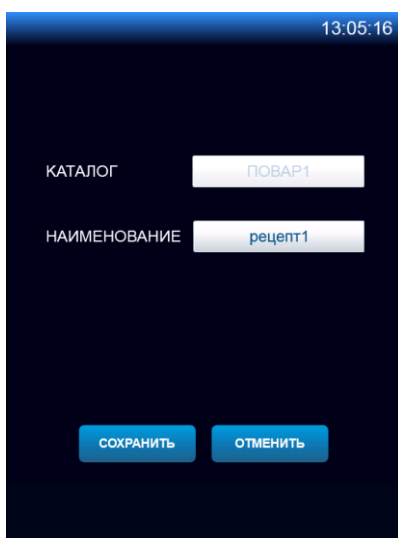 13:05:16
КАТАЛОГ ПОВАР1
НАИМЕНОВАНИЕ рецепт1
СОХРАНИТЬ ОТМЕНИТЬ